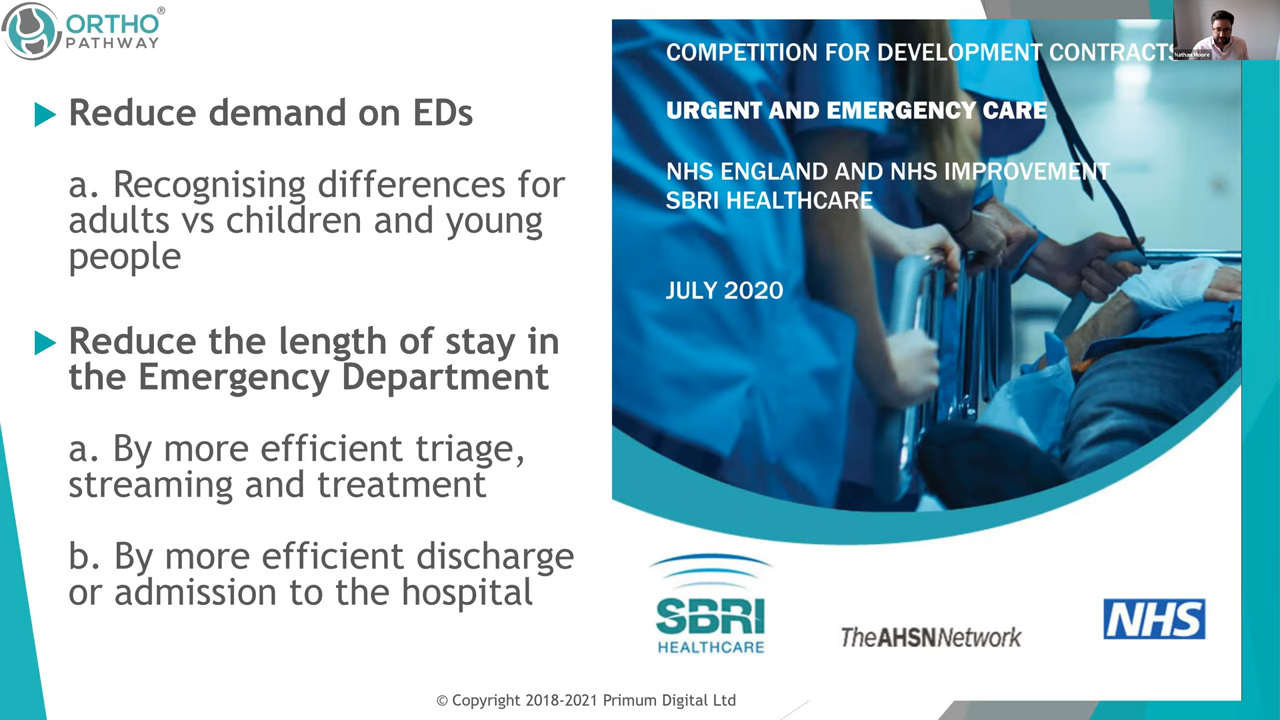 ORTHO®
PATHWAY
Reduce demand on EDs
a. Recognising differences for
adults vs children and young
people
Reduce the length of stay in
the Emergency Department
a. By more efficient triage,
streaming and treatment
b. By more efficient discharge
or admission to the hospital
COMPETITION FOR DEVELOPMENT CONTRACTS
URGENT AND EMERGENCY CARE
NHS ENGLAND AND NHS IMPROVEMENT
SBRI HEALTHCARE
JULY 2020
Nathan Moore
SBRI
HEALTHCARE
TheAHSNNetwork
NHS
© Copyright 2018-2021 Primum Digital Ltd